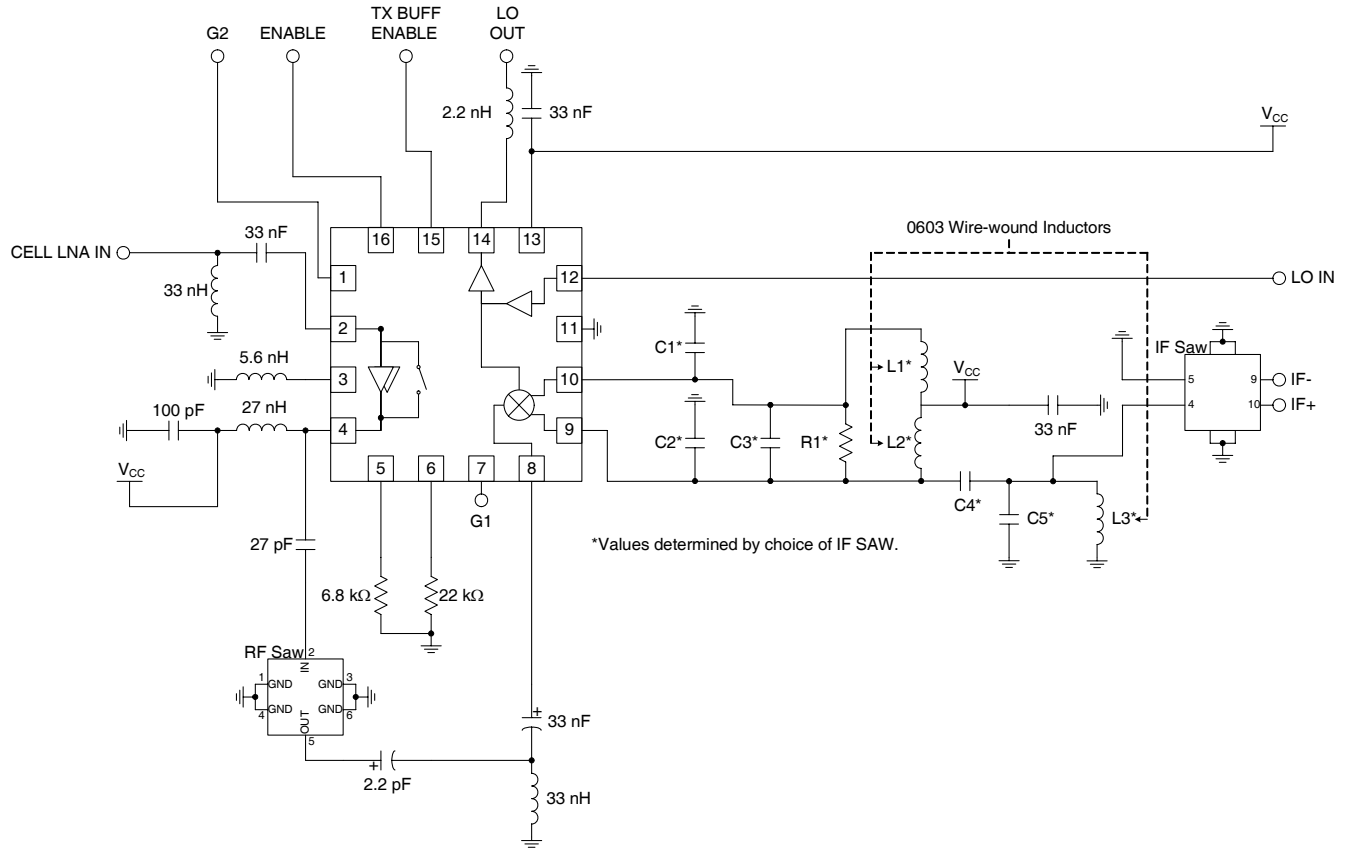 G2
ENABLE
TX BUFF
ENABLE
LO
OUT
2.2 nH
33 nF
V_CC
CELL LNA IN
33 nF
33 nH
16
15
14
13
0603 Wire-wound Inductors
1
12
LO IN
2
11
5.6 nH
3
10
C1*
L1*
V_CC
IF Saw
5
9
IF-
4
10
IF+
100 pF
27 nH
4
9
C2*
C3*
R1*
L2*
33 nF
V_CC
5
6
7
8
G1
C4*
C5*
L3*
27 pF
*Values determined by choice of IF SAW.
6.8 kΩ
22 kΩ
RF Saw
2
IN
1
GND
GND
3
4
GND
GND
6
OUT
5
+
33 nF
+
2.2 pF
33 nH